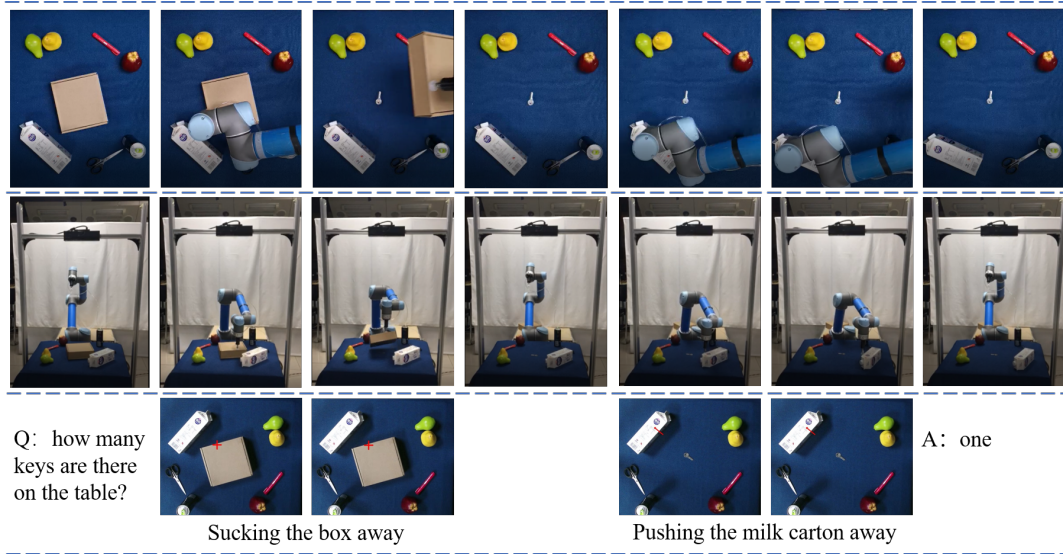 Q: how many
keys are there
on the table?
A: one
Sucking the box away
Pushing the milk carton away